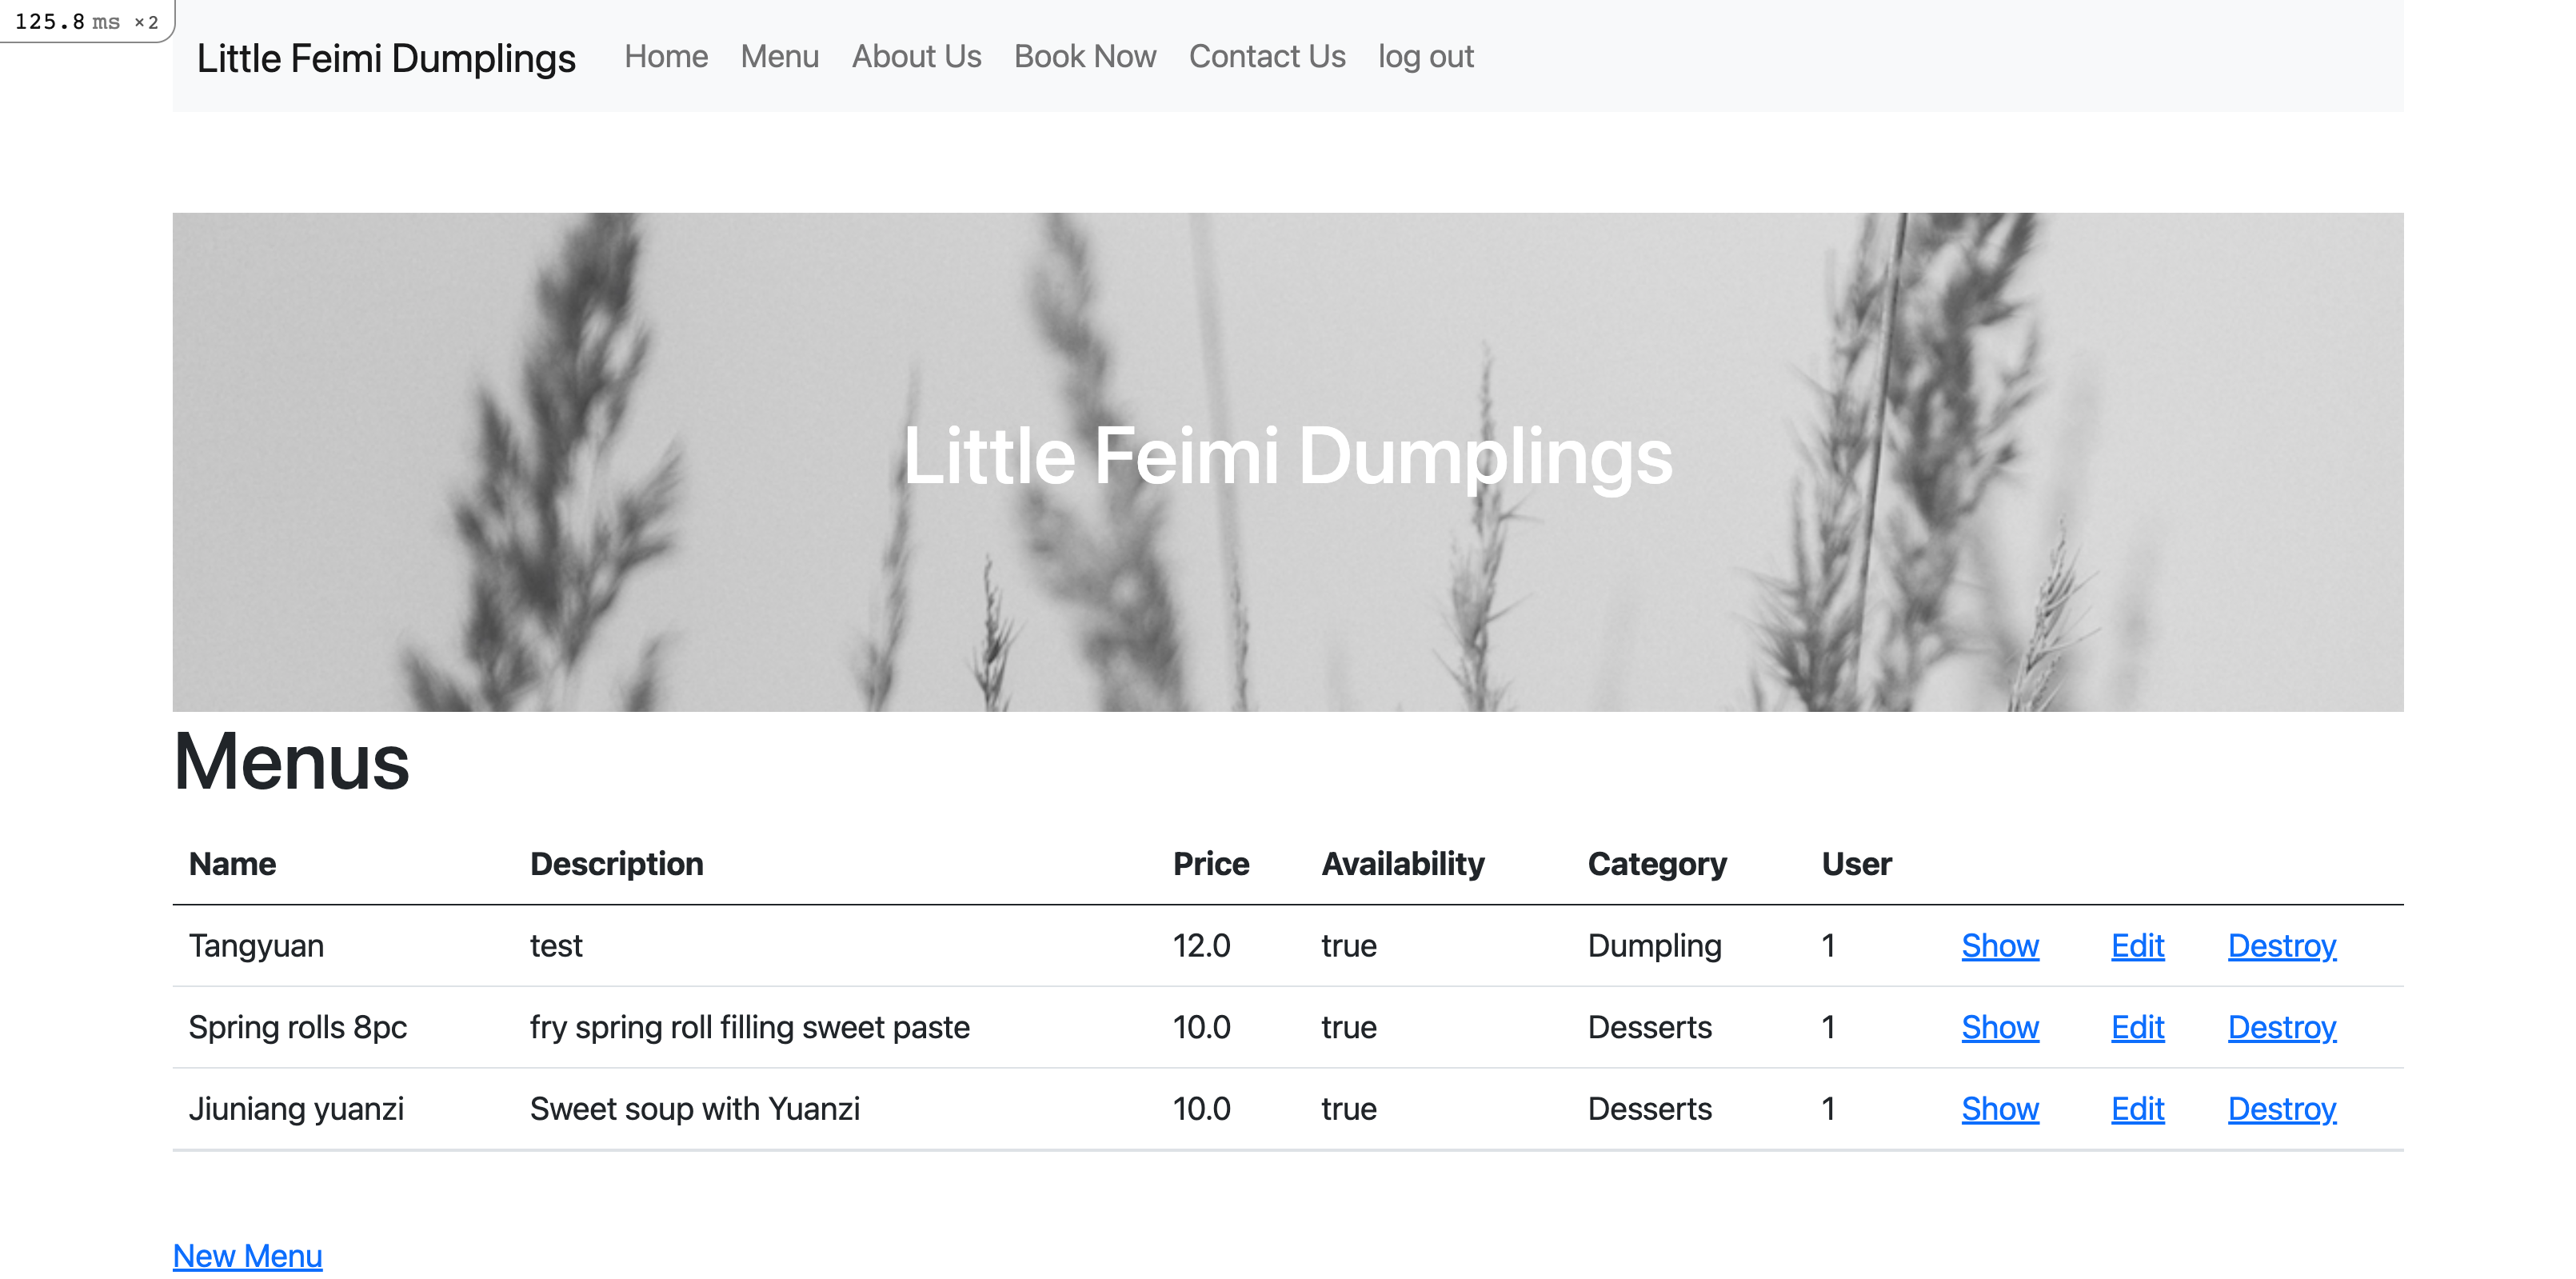 125.8 ms ×2
Little Feimi Dumplings Home Menu About Us Book Now Contact Us log out
Little Feimi Dumplings
Menus
Name Description Price Availability Category User
Tangyuan test 12.0 true Dumpling 1 Show Edit Destroy
Spring rolls 8pc fry spring roll filling sweet paste 10.0 true Desserts 1 Show Edit Destroy
Jiuniang yuanzi Sweet soup with Yuanzi 10.0 true Desserts 1 Show Edit Destroy
New Menu